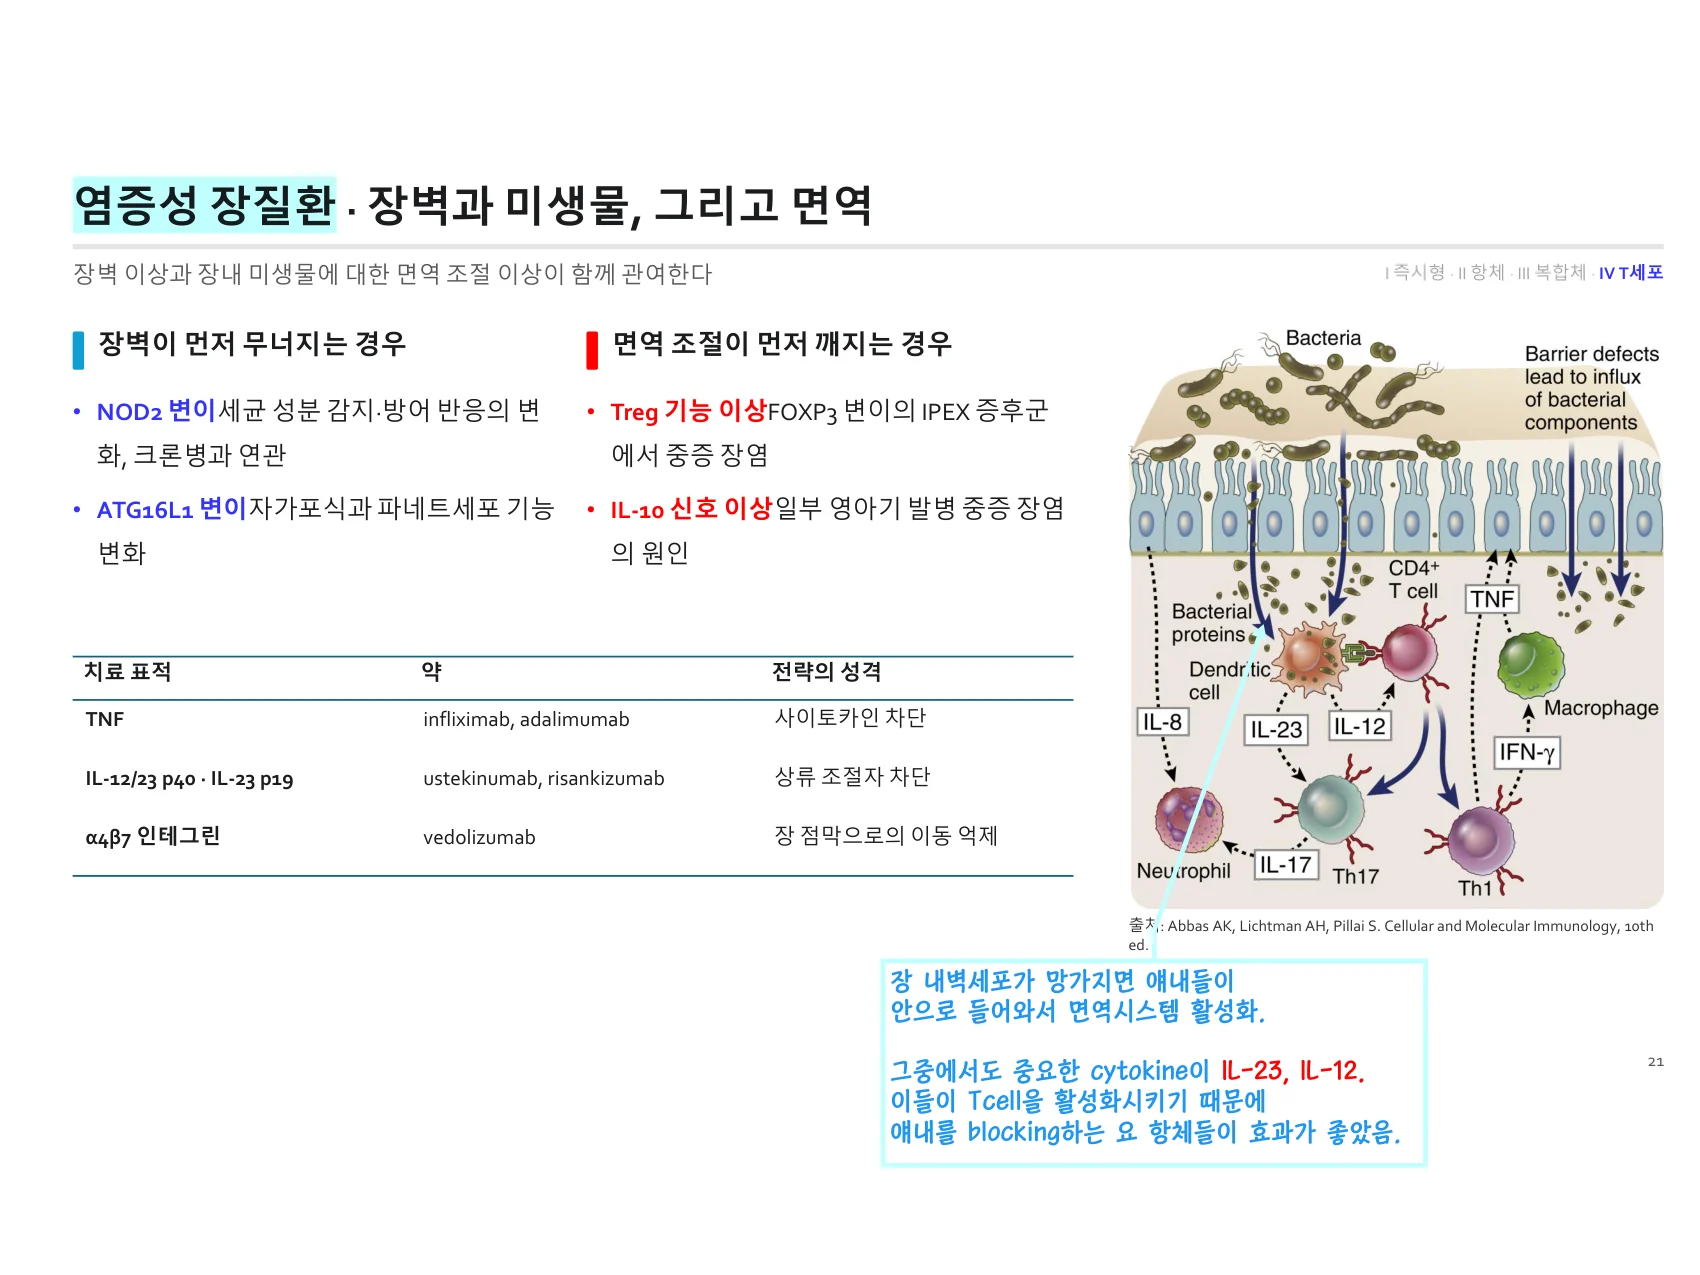 염증성 장질환 · 장벽과 미생물, 그리고 면역
장벽 이상과 장내 미생물에 대한 면역 조절 이상이 함께 관여한다
I 즉시형 · II 항체 · III 복합체 · IV T세포
장벽이 먼저 무너지는 경우
• NOD2 변이세균 성분 감지·방어 반응의 변
화, 크론병과 연관
• ATG16L1 변이자가포식과 파네트세포 기능
변화
면역 조절이 먼저 깨지는 경우
• Treg 기능 이상FOXP3 변이의 IPEX 증후군
에서 중증 장염
• IL-10 신호 이상일부 영아기 발병 중증 장염
의 원인
치료 표적 약 전략의 성격
TNF infliximab, adalimumab 사이토카인 차단
IL-12/23 p40 · IL-23 p19 ustekinumab, risankizumab 상류 조절자 차단
α4β7 인테그린 vedolizumab 장 점막으로의 이동 억제
Bacteria
Barrier defects
lead to influx
of bacterial
components
CD4+
T cell
TNF
Bacterial
proteins
Dendritic
cell
Macrophage
IL-8
IL-23
IL-12
IFN-γ
Neutrophil
IL-17
Th17
Th1
출처: Abbas AK, Lichtman AH, Pillai S. Cellular and Molecular Immunology, 10th
ed.
장 내벽세포가 망가지면 얘내들이
안으로 들어와서 면역시스템 활성화.
그중에서도 중요한 cytokine이 IL-23, IL-12.
이들이 Tcell을 활성화시키기 때문에
얘내를 blocking하는 요 항체들이 효과가 좋았음.
21